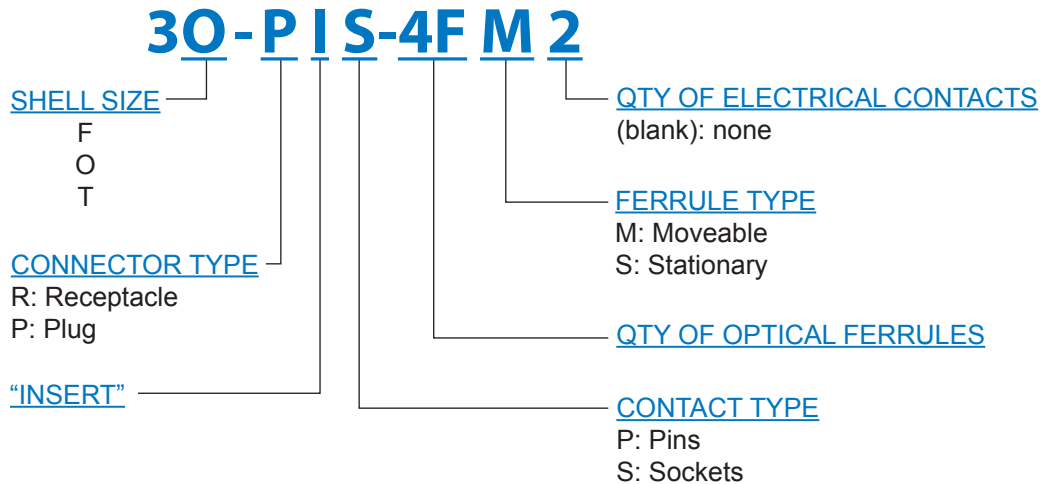 3O-PIS-4FM2
SHELL SIZE
F
O
T
CONNECTOR TYPE
R: Receptacle
P: Plug
“INSERT”
QTY OF ELECTRICAL CONTACTS
(blank): none
FERRULE TYPE
M: Moveable
S: Stationary
QTY OF OPTICAL FERRULES
CONTACT TYPE
P: Pins
S: Sockets